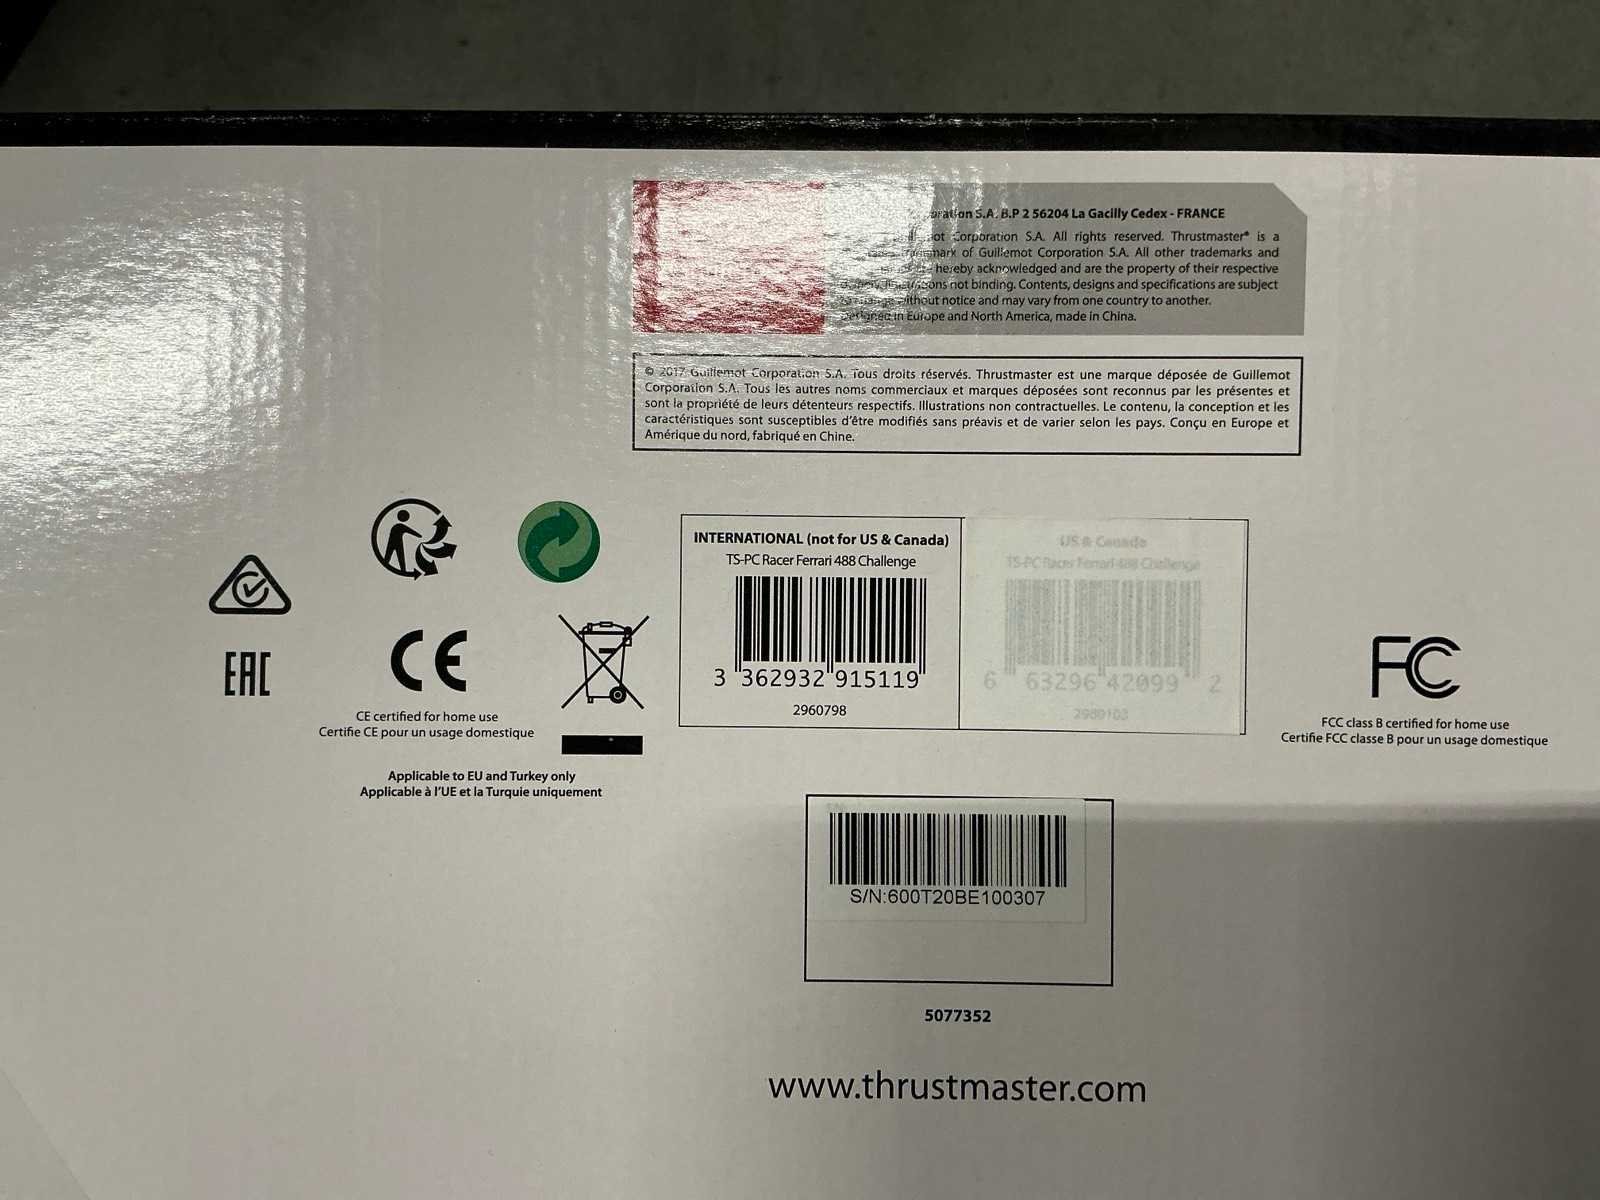 S.A. B.P 2 56204 La Gacilly Cedex - FRANCE
Corporation S.A. All rights reserved. Thrustmaster® is a
of Guillemot Corporation S.A. All other trademarks and
hereby acknowledged and are the property of their respective
not binding. Contents, designs and specifications are subject
without notice and may vary from one country to another.
Designed in Europe and North America, made in China.
© 2017 Guillemot Corporation S.A. Tous droits réservés. Thrustmaster est une marque déposée de Guillemot
Corporation S.A. Tous les autres noms commerciaux et marques déposées sont reconnus par les présentes et
sont la propriété de leurs détenteurs respectifs. Illustrations non contractuelles. Le contenu, la conception et les
caractéristiques sont susceptibles d'être modifiés sans préavis et de varier selon les pays. Conçu en Europe et
Amérique du nord, fabriqué en Chine.
INTERNATIONAL (not for US & Canada)
TS-PC Racer Ferrari 488 Challenge
3 362932 915119
2960798
US & Canada
TS-PC Racer Ferrari 488 Challenge
6 63296 42099 2
EAC
CE
CE certified for home use
Certifie CE pour un usage domestique
Applicable to EU and Turkey only
Applicable à l'UE et la Turquie uniquement
FC
FCC class B certified for home use
Certifie FCC classe B pour un usage domestique
S/N:600T20BE100307
5077352
www.thrustmaster.com